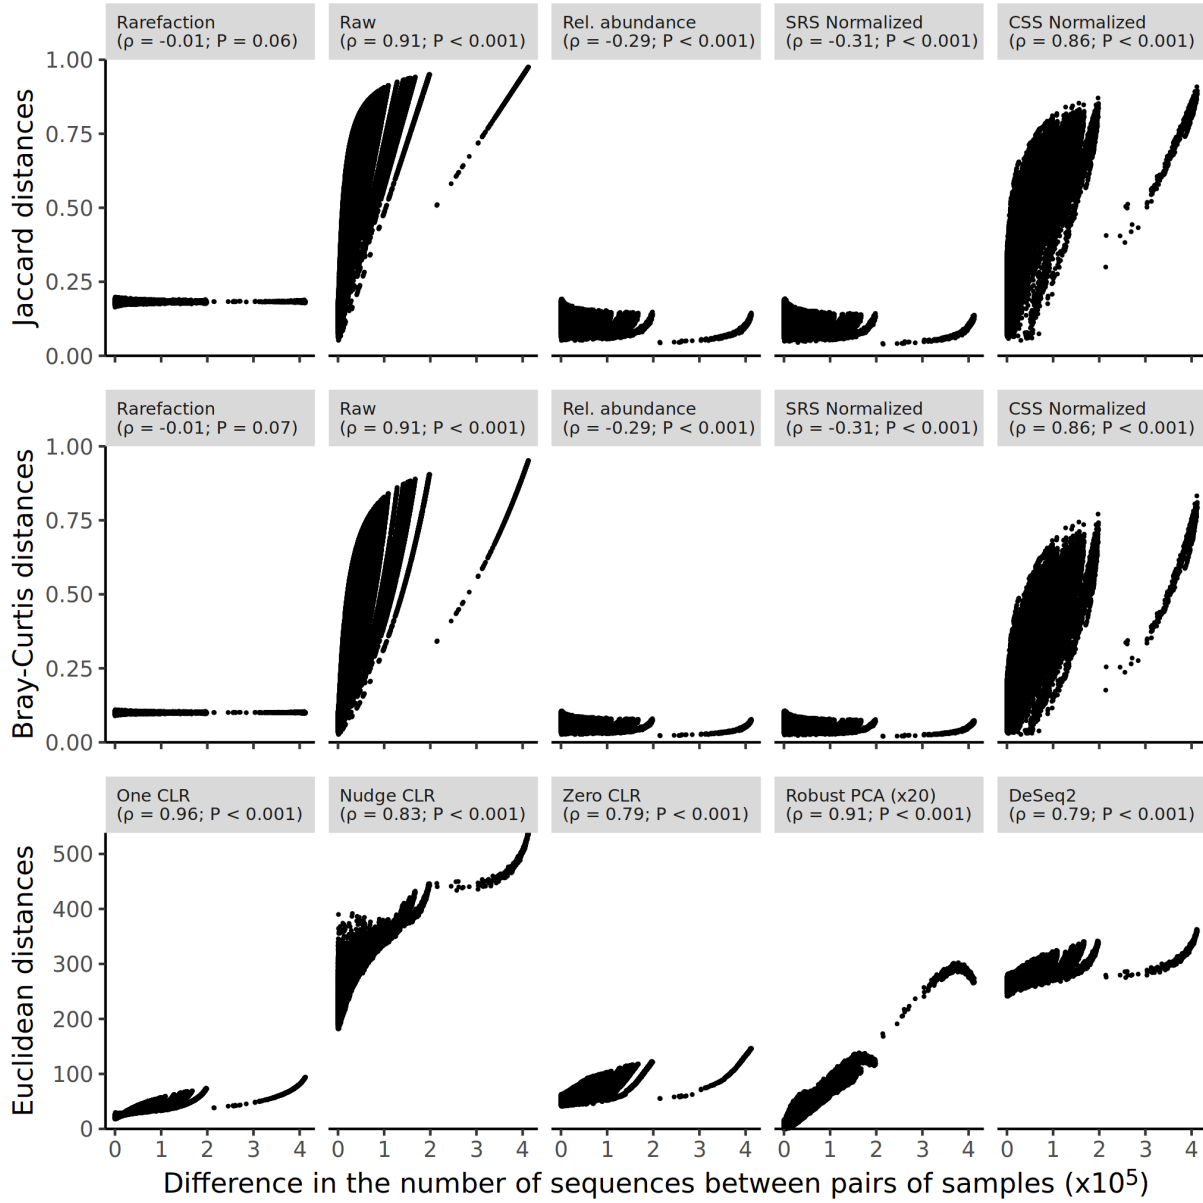 Rarefaction
(ρ = -0.01; P = 0.06)
Raw
(ρ = 0.91; P < 0.001)
Rel. abundance
(ρ = -0.29; P < 0.001)
SRS Normalized
(ρ = -0.31; P < 0.001)
CSS Normalized
(ρ = 0.86; P < 0.001)
Jaccard distances
1.00
0.75
0.50
0.25
0.00
Rarefaction
(ρ = -0.01; P = 0.07)
Raw
(ρ = 0.91; P < 0.001)
Rel. abundance
(ρ = -0.29; P < 0.001)
SRS Normalized
(ρ = -0.31; P < 0.001)
CSS Normalized
(ρ = 0.86; P < 0.001)
Bray-Curtis distances
1.00
0.75
0.50
0.25
0.00
One CLR
(ρ = 0.96; P < 0.001)
Nudge CLR
(ρ = 0.83; P < 0.001)
Zero CLR
(ρ = 0.79; P < 0.001)
Robust PCA (x20)
(ρ = 0.91; P < 0.001)
DeSeq2
(ρ = 0.79; P < 0.001)
Euclidean distances
500
400
300
200
100
0
0 1 2 3 4 0 1 2 3 4 0 1 2 3 4 0 1 2 3 4 0 1 2 3 4
Difference in the number of sequences between pairs of samples (x10⁵)